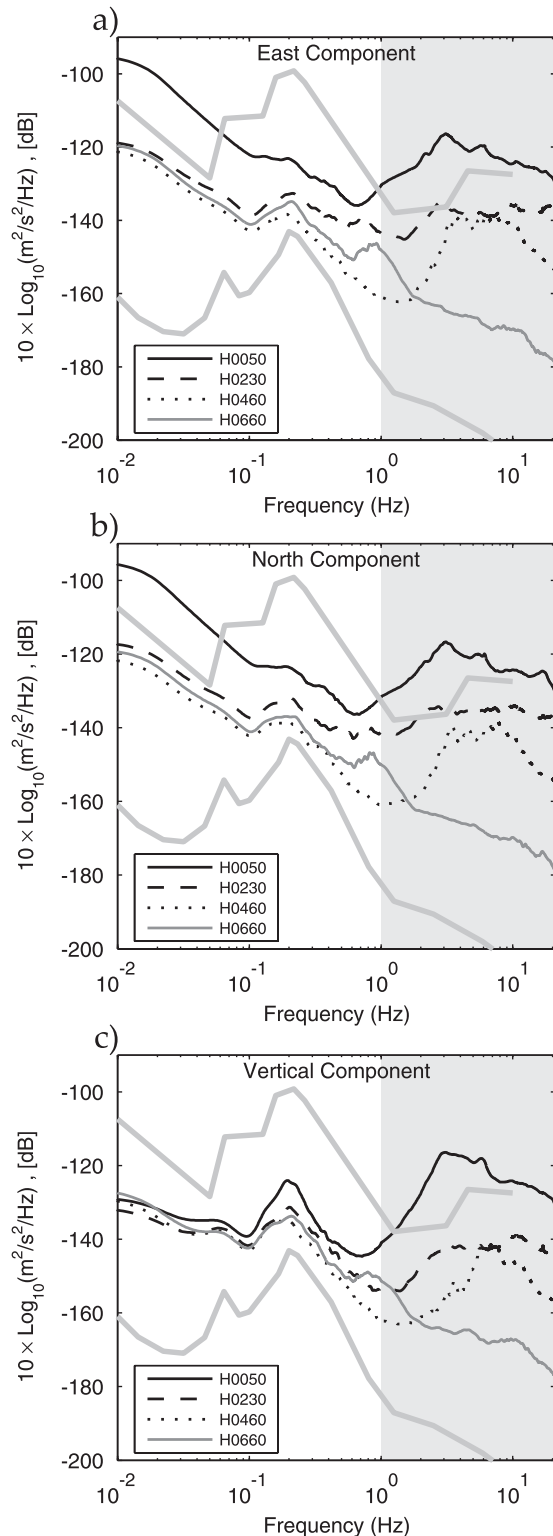 a)
East Component
-100
-120
-140
-160
-180
-200
10 × Log10(m2/s2/Hz) , [dB]
H0050
H0230
H0460
H0660
10-2
10-1
100
101
Frequency (Hz)
b)
North Component
-100
-120
-140
-160
-180
-200
10 × Log10(m2/s2/Hz) , [dB]
H0050
H0230
H0460
H0660
10-2
10-1
100
101
Frequency (Hz)
c)
Vertical Component
-100
-120
-140
-160
-180
-200
10 × Log10(m2/s2/Hz) , [dB]
H0050
H0230
H0460
H0660
10-2
10-1
100
101
Frequency (Hz)